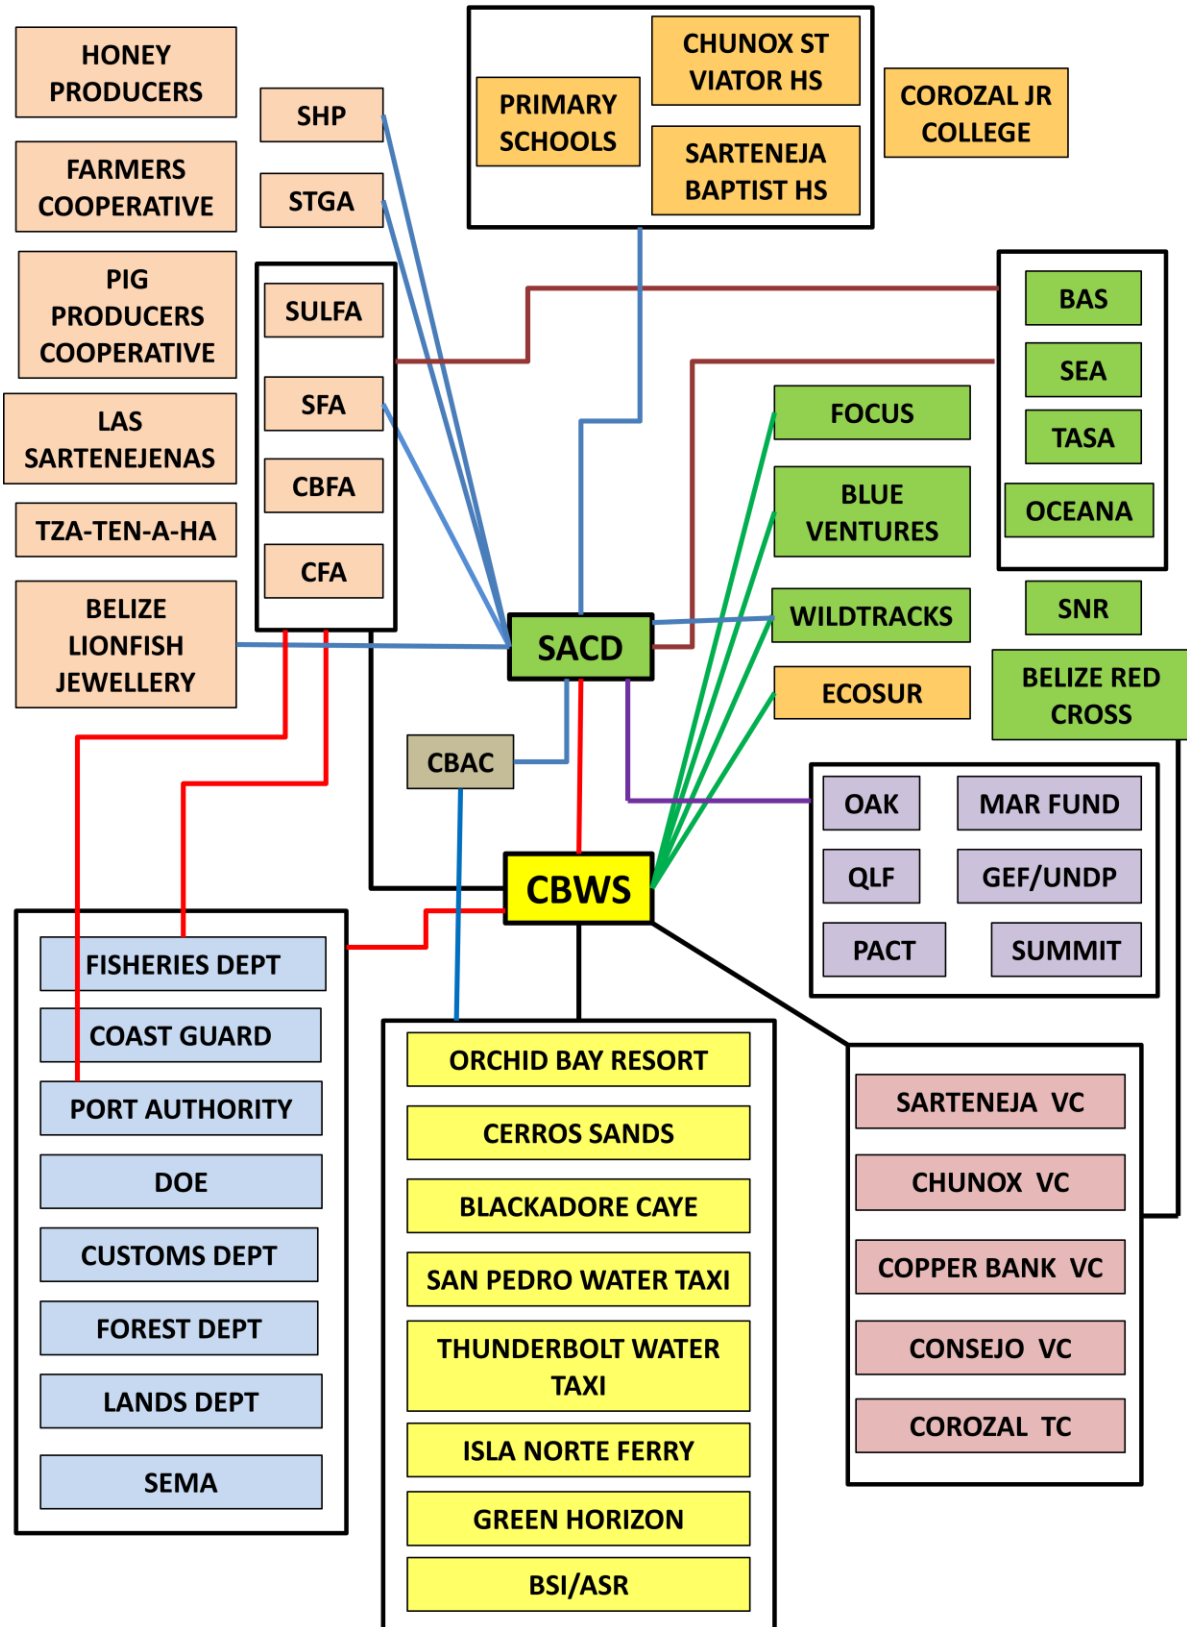 HONEY
PRODUCERS
FARMERS
COOPERATIVE
PIG
PRODUCERS
COOPERATIVE
LAS
SARTENEJENAS
TZA-TEN-A-HA
BELIZE
LIONFISH
JEWELLERY
SHP
STGA
SULFA
SFA
CBFA
CFA
PRIMARY
SCHOOLS
CHUNOX ST
VIATOR HS
SARTENEJA
BAPTIST HS
COROZAL JR
COLLEGE
BAS
SEA
TASA
OCEANA
FOCUS
BLUE
VENTURES
WILDTRACKS
ECOSUR
SNR
BELIZE RED
CROSS
SACD
CBAC
CBWS
OAK
MAR FUND
QLF
GEF/UNDP
PACT
SUMMIT
FISHERIES DEPT
COAST GUARD
PORT AUTHORITY
DOE
CUSTOMS DEPT
FOREST DEPT
LANDS DEPT
SEMA
ORCHID BAY RESORT
CERROS SANDS
BLACKADORE CAYE
SAN PEDRO WATER TAXI
THUNDERBOLT WATER
TAXI
ISLA NORTE FERRY
GREEN HORIZON
BSI/ASR
SARTENEJA VC
CHUNOX VC
COPPER BANK VC
CONSEJO VC
COROZAL TC